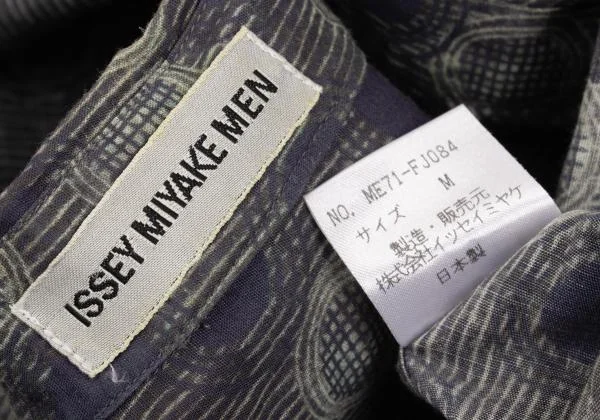 ISSEY MIYAKE MEN
NO. ME71-FJ084
サイズ M
製造・販売元
株式会社イッセイミヤケ
日本製